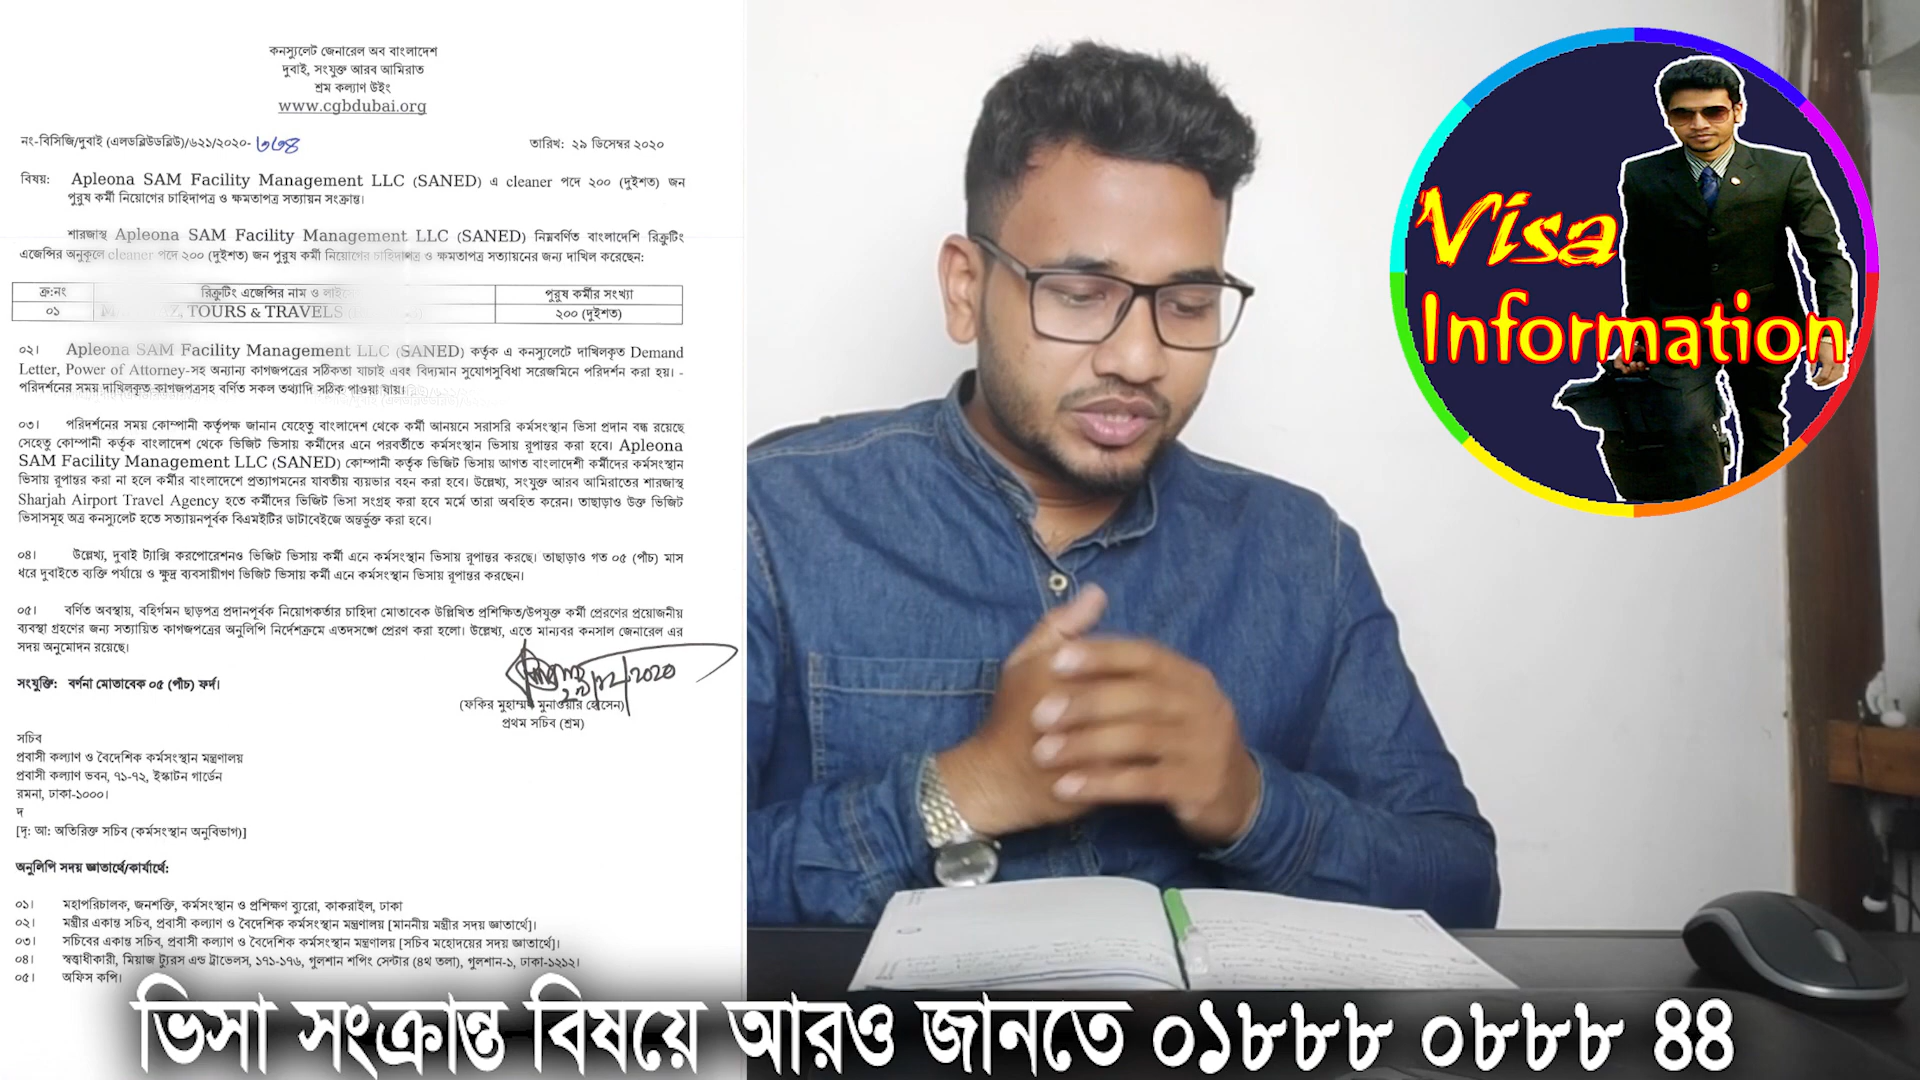 কনস্যুলেট জেনারেল অব বাংলাদেশ
দুবাই, সংযুক্ত আরব আমিরাত
শ্রম কল্যাণ উইং
www.cgbdubai.org
নং-বিসিজি/দুবাই (এলডব্লিউডব্লিউ)/৬২১/২০২০- ৩৩৪
তারিখ: ২৯ ডিসেম্বর ২০২০
বিষয়: Apleona SAM Facility Management LLC (SANED) এ cleaner পদে ২০০ (দুইশত) জন
পুরুষ কর্মী নিয়োগের চাহিদাপত্র ও ক্ষমতাপত্র সত্যায়ন সংক্রান্ত।
শারজাস্থ Apleona SAM Facility Management LLC (SANED) নিম্নবর্ণিত বাংলাদেশি রিক্রুটিং
এজেন্সির অনুকূলে cleaner পদে ২০০ (দুইশত) জন পুরুষ কর্মী নিয়োগের চাহিদাপত্র ও ক্ষমতাপত্র সত্যায়নের জন্য দাখিল করেছেন:
ক্র:নং রিক্রুটিং এজেন্সির নাম ও পুরুষ কর্মীর সংখ্যা
০১ TOURS & TRAVELS ২০০ (দুইশত)
০২। Apleona SAM Facility Management LLC (SANED) কর্তৃক এ কনস্যুলেটে দাখিলকৃত Demand
Letter, Power of Attorney-সহ অন্যান্য কাগজপত্রের সঠিকতা যাচাই এবং বিদ্যমান সুযোগসুবিধা সরেজমিনে পরিদর্শন করা হয়। -
পরিদর্শনের সময় দাখিলকৃত কাগজপত্রসহ বর্ণিত সকল তথ্যাদি সঠিক পাওয়া যায়।
০৩। পরিদর্শনের সময় কোম্পানী কর্তৃপক্ষ জানান যেহেতু বাংলাদেশ থেকে কর্মী আনয়নে সরাসরি কর্মসংস্থান ভিসা প্রদান বন্ধ রয়েছে
সেহেতু কোম্পানী কর্তৃক বাংলাদেশ থেকে ভিজিট ভিসায় কর্মীদের এনে পরবর্তীতে কর্মসংস্থান ভিসায় রূপান্তর করা হবে। Apleona
SAM Facility Management LLC (SANED) কোম্পানী কর্তৃক ভিজিট ভিসায় আগত বাংলাদেশী কর্মীদের কর্মসংস্থান
ভিসায় রূপান্তর করা না হলে কর্মীর বাংলাদেশে প্রত্যাগমনের যাবতীয় ব্যয়ভার বহন করা হবে। উল্লেখ্য, সংযুক্ত আরব আমিরাতের শারজাস্থ
Sharjah Airport Travel Agency হতে কর্মীদের ভিজিট ভিসা সংগ্রহ করা হবে মর্মে তারা অবহিত করেন। তাছাড়াও উক্ত ভিজিট
ভিসাসমূহ অত্র কনস্যুলেট হতে সত্যায়নপূর্বক বিএমইটির ডাটাবেইজে অন্তর্ভুক্ত করা হবে।
০৪। উল্লেখ্য, দুবাই ট্যাক্সি করপোরেশনও ভিজিট ভিসায় কর্মী এনে কর্মসংস্থান ভিসায় রূপান্তর করছে। তাছাড়াও গত ০৫ (পাঁচ) মাস
ধরে দুবাইতে ব্যক্তি পর্যায়ে ও ক্ষুদ্র ব্যবসায়ীগণ ভিজিট ভিসায় কর্মী এনে কর্মসংস্থান ভিসায় রূপান্তর করছেন।
০৫। বর্ণিত অবস্থায়, বহির্গমন ছাড়পত্র প্রদানপূর্বক নিয়োগকর্তার চাহিদা মোতাবেক উল্লিখিত প্রশিক্ষিত/উপযুক্ত কর্মী প্রেরণের প্রয়োজনীয়
ব্যবস্থা গ্রহণের জন্য সত্যায়িত কাগজপত্রের অনুলিপি নির্দেশক্রমে এতদসঙ্গে প্রেরণ করা হলো। উল্লেখ্য, এতে মান্যবর কনসাল জেনারেল এর
সদয় অনুমোদন রয়েছে।
সংযুক্তি: বর্ণনা মোতাবেক ০৫ (পাঁচ) ফর্দ।
২৯/১২/২০২০
(ফকির মুহাম্মদ মুনাওয়ার হোসেন)
প্রথম সচিব (শ্রম)
সচিব
প্রবাসী কল্যাণ ও বৈদেশিক কর্মসংস্থান মন্ত্রণালয়
প্রবাসী কল্যাণ ভবন, ৭১-৭২, ইস্কাটন গার্ডেন
রমনা, ঢাকা-১০০০।
দ
[দৃ: আ: অতিরিক্ত সচিব (কর্মসংস্থান অনুবিভাগ)]
অনুলিপি সদয় জ্ঞাতার্থে/কার্যার্থে:
০১। মহাপরিচালক, জনশক্তি, কর্মসংস্থান ও প্রশিক্ষণ ব্যুরো, কাকরাইল, ঢাকা
০২। মন্ত্রীর একান্ত সচিব, প্রবাসী কল্যাণ ও বৈদেশিক কর্মসংস্থান মন্ত্রণালয় [মাননীয় মন্ত্রীর সদয় জ্ঞাতার্থে]।
০৩। সচিবের একান্ত সচিব, প্রবাসী কল্যাণ ও বৈদেশিক কর্মসংস্থান মন্ত্রণালয় [সচিব মহোদয়ের সদয় জ্ঞাতার্থে]।
০৪। স্বত্ত্বাধীকারী, মিয়াজ ট্যুরস এন্ড ট্রাভেলস, ১৭১-১৭৬, গুলশান শপিং সেন্টার (৪থ তলা), গুলশান-১, ঢাকা-১২১২।
০৫। অফিস কপি।
Visa
Information
ভিসা সংক্রান্ত বিষয়ে আরও জানতে ০১৮৮৮ ০৮৮৮ ৪৪